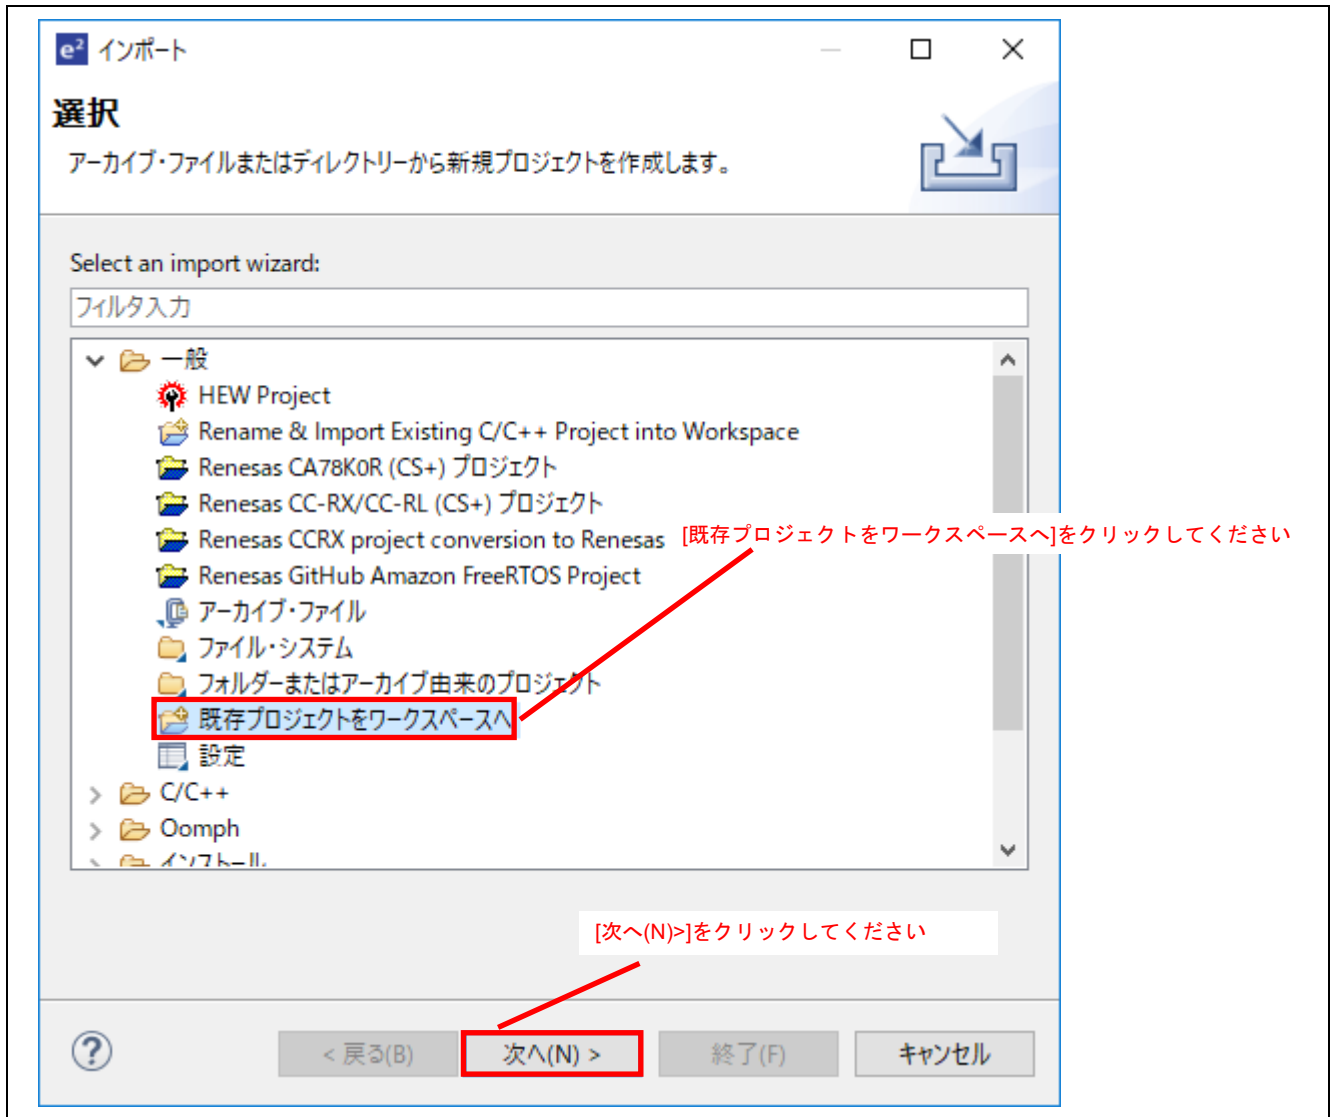 e² インポート
選択
アーカイブ・ファイルまたはディレクトリーから新規プロジェクトを作成します。
Select an import wizard:
フィルタ入力
一般
HEW Project
Rename & Import Existing C/C++ Project into Workspace
Renesas CA78K0R (CS+) プロジェクト
Renesas CC-RX/CC-RL (CS+) プロジェクト
Renesas CCRX project conversion to Renesas
[既存プロジェクトをワークスペースへ]をクリックしてください
Renesas GitHub Amazon FreeRTOS Project
アーカイブ・ファイル
ファイル・システム
フォルダーまたはアーカイブ由来のプロジェクト
既存プロジェクトをワークスペースへ
設定
C/C++
Oomph
インストール
[次へ(N)>]をクリックしてください
< 戻る(B) 次へ(N) > 終了(F) キャンセル